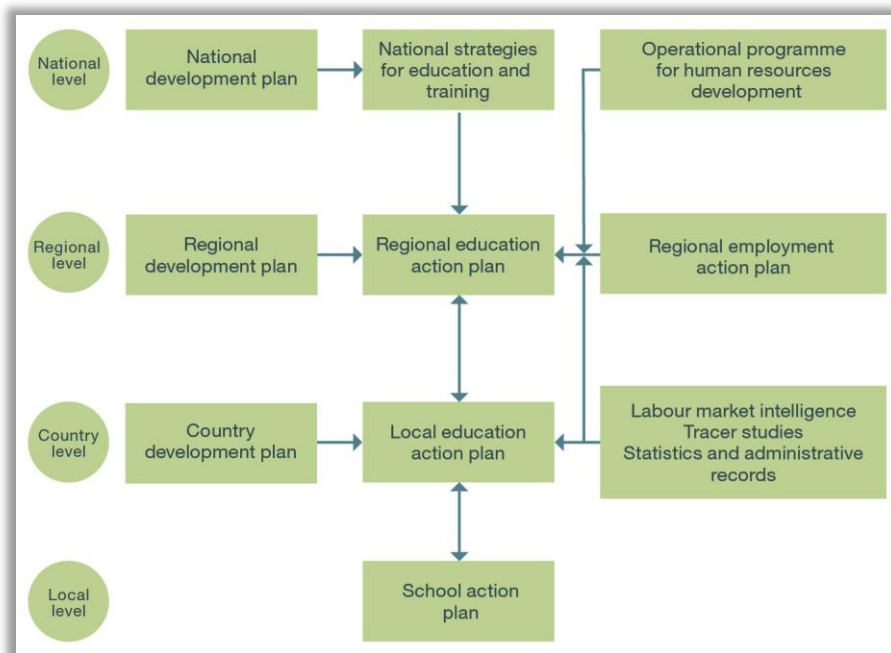 National
level
National
development plan
National strategies
for education and
training
Operational programme
for human resources
development
Regional
level
Regional
development plan
Regional education
action plan
Regional employment
action plan
Country
level
Country
development plan
Local education
action plan
Labour market intelligence
Tracer studies
Statistics and administrative
records
Local
level
School action
plan